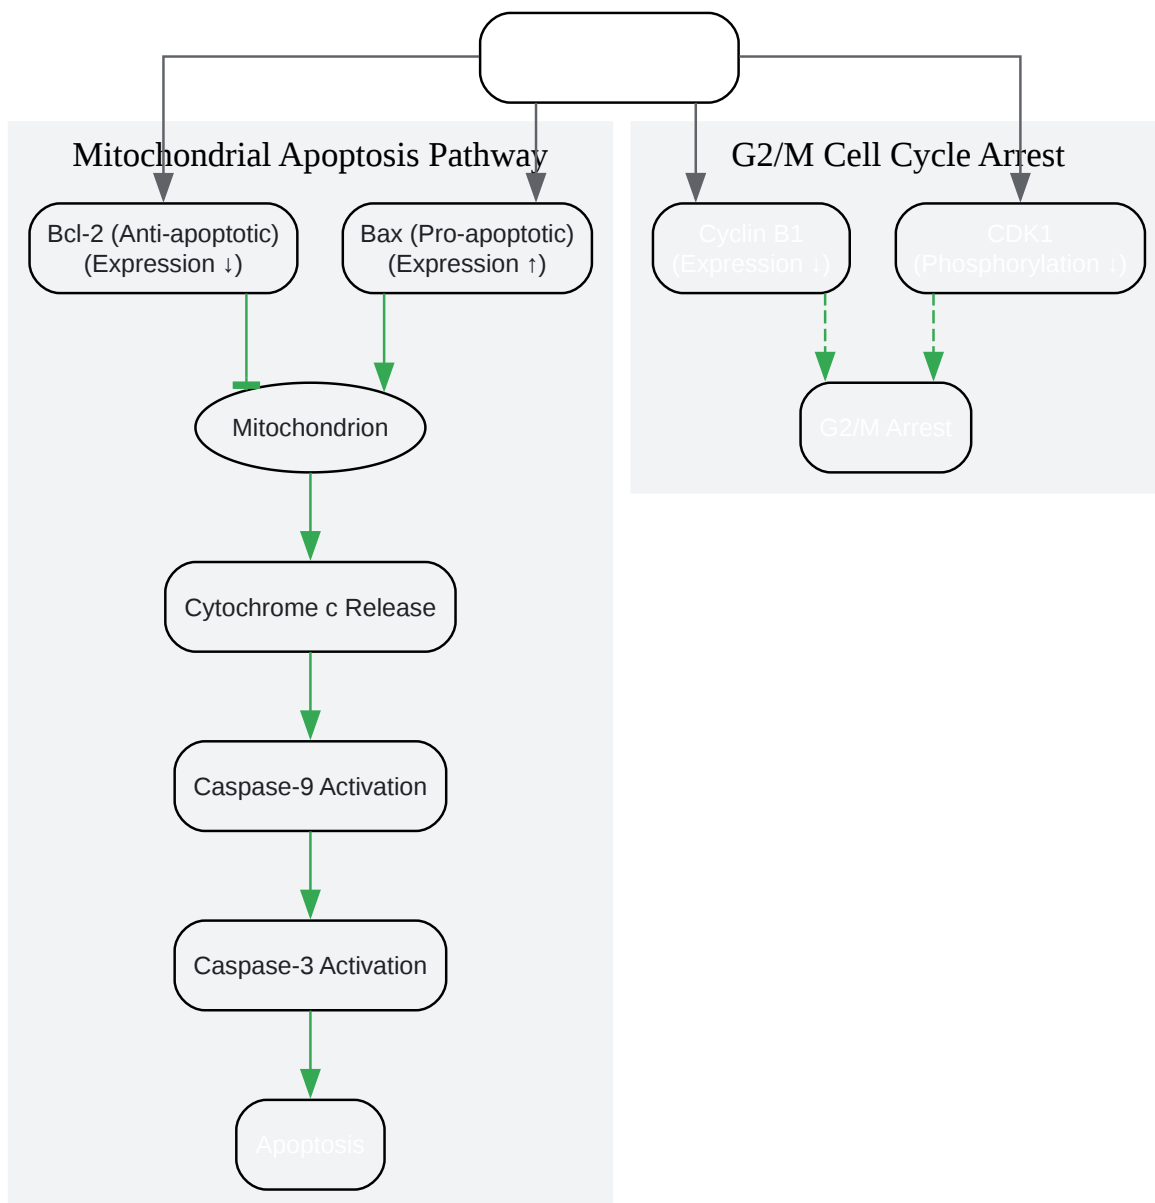 Mitochondrial Apoptosis Pathway
G2/M Cell Cycle Arrest
Bcl-2 (Anti-apoptotic)
(Expression ↓)
Bax (Pro-apoptotic)
(Expression ↑)
Cyclin B1
(Expression ↓)
CDK1
(Phosphorylation ↓)
Mitochondrion
G2/M Arrest
Cytochrome c Release
Caspase-9 Activation
Caspase-3 Activation
Apoptosis